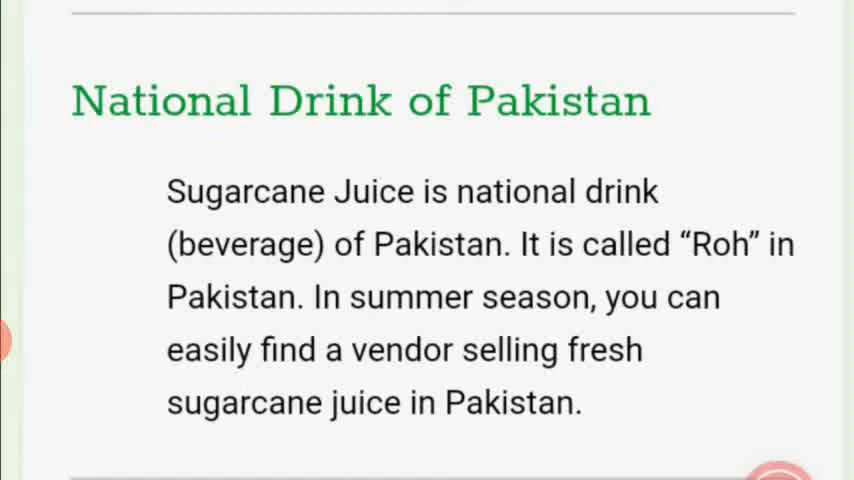 National Drink of Pakistan
Sugarcane Juice is national drink
(beverage) of Pakistan. It is called “Roh” in
Pakistan. In summer season, you can
easily find a vendor selling fresh
sugarcane juice in Pakistan.